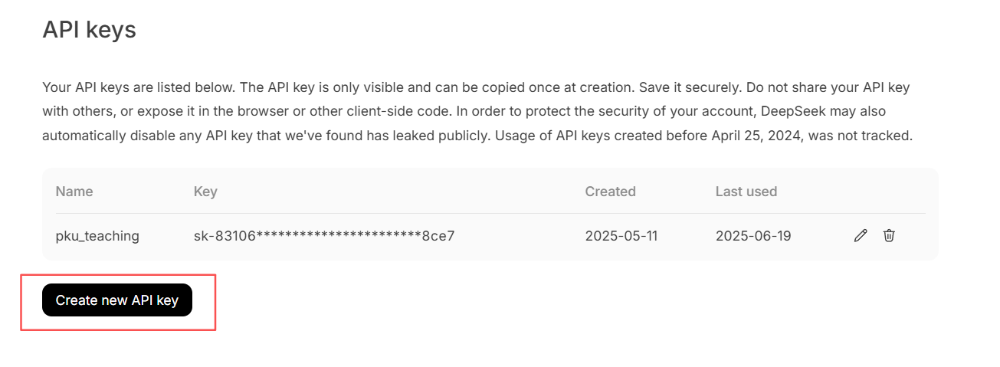 API keys
Your API keys are listed below. The API key is only visible and can be copied once at creation. Save it securely. Do not share your API key
with others, or expose it in the browser or other client-side code. In order to protect the security of your account, DeepSeek may also
automatically disable any API key that we've found has leaked publicly. Usage of API keys created before April 25, 2024, was not tracked.
Name Key Created Last used
pku_teaching sk-83106***********************8ce7 2025-05-11 2025-06-19
Create new API key